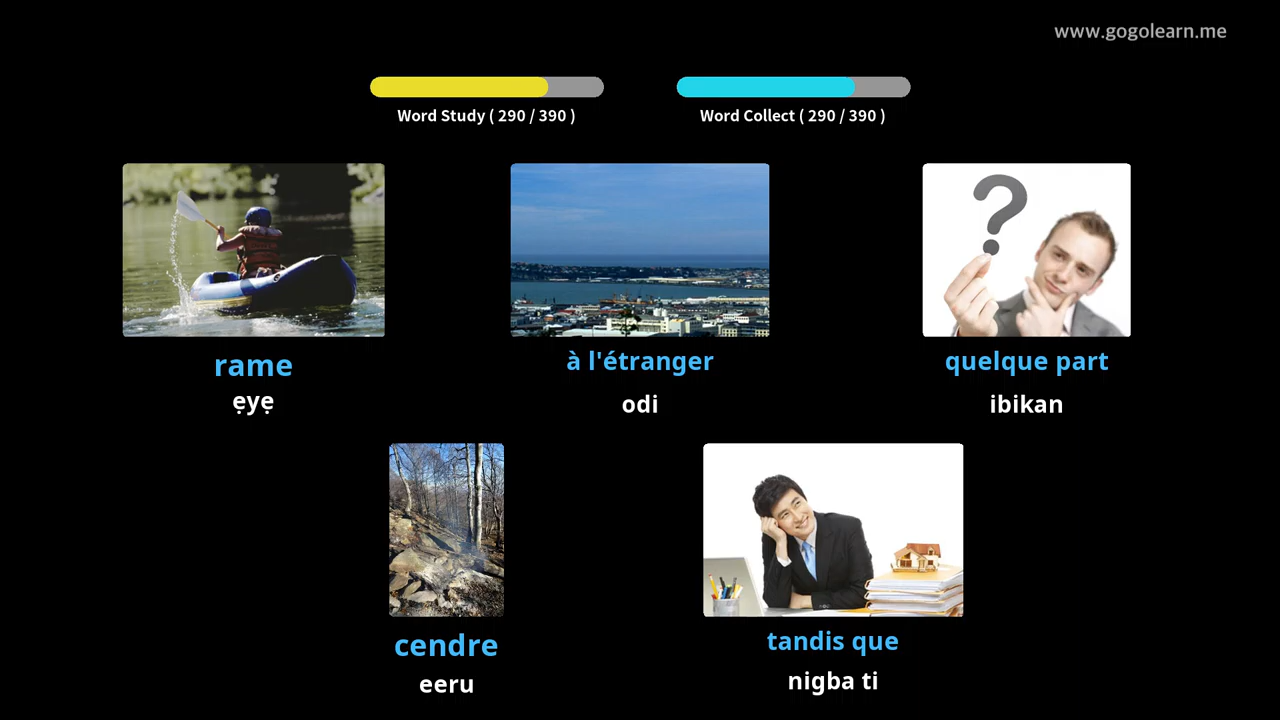 www.gogolearn.me
Word Study ( 290 / 390 )
Word Collect ( 290 / 390 )
rame
ẹyẹ
à l'étranger
odi
quelque part
ibikan
cendre
eeru
tandis que
nigba ti